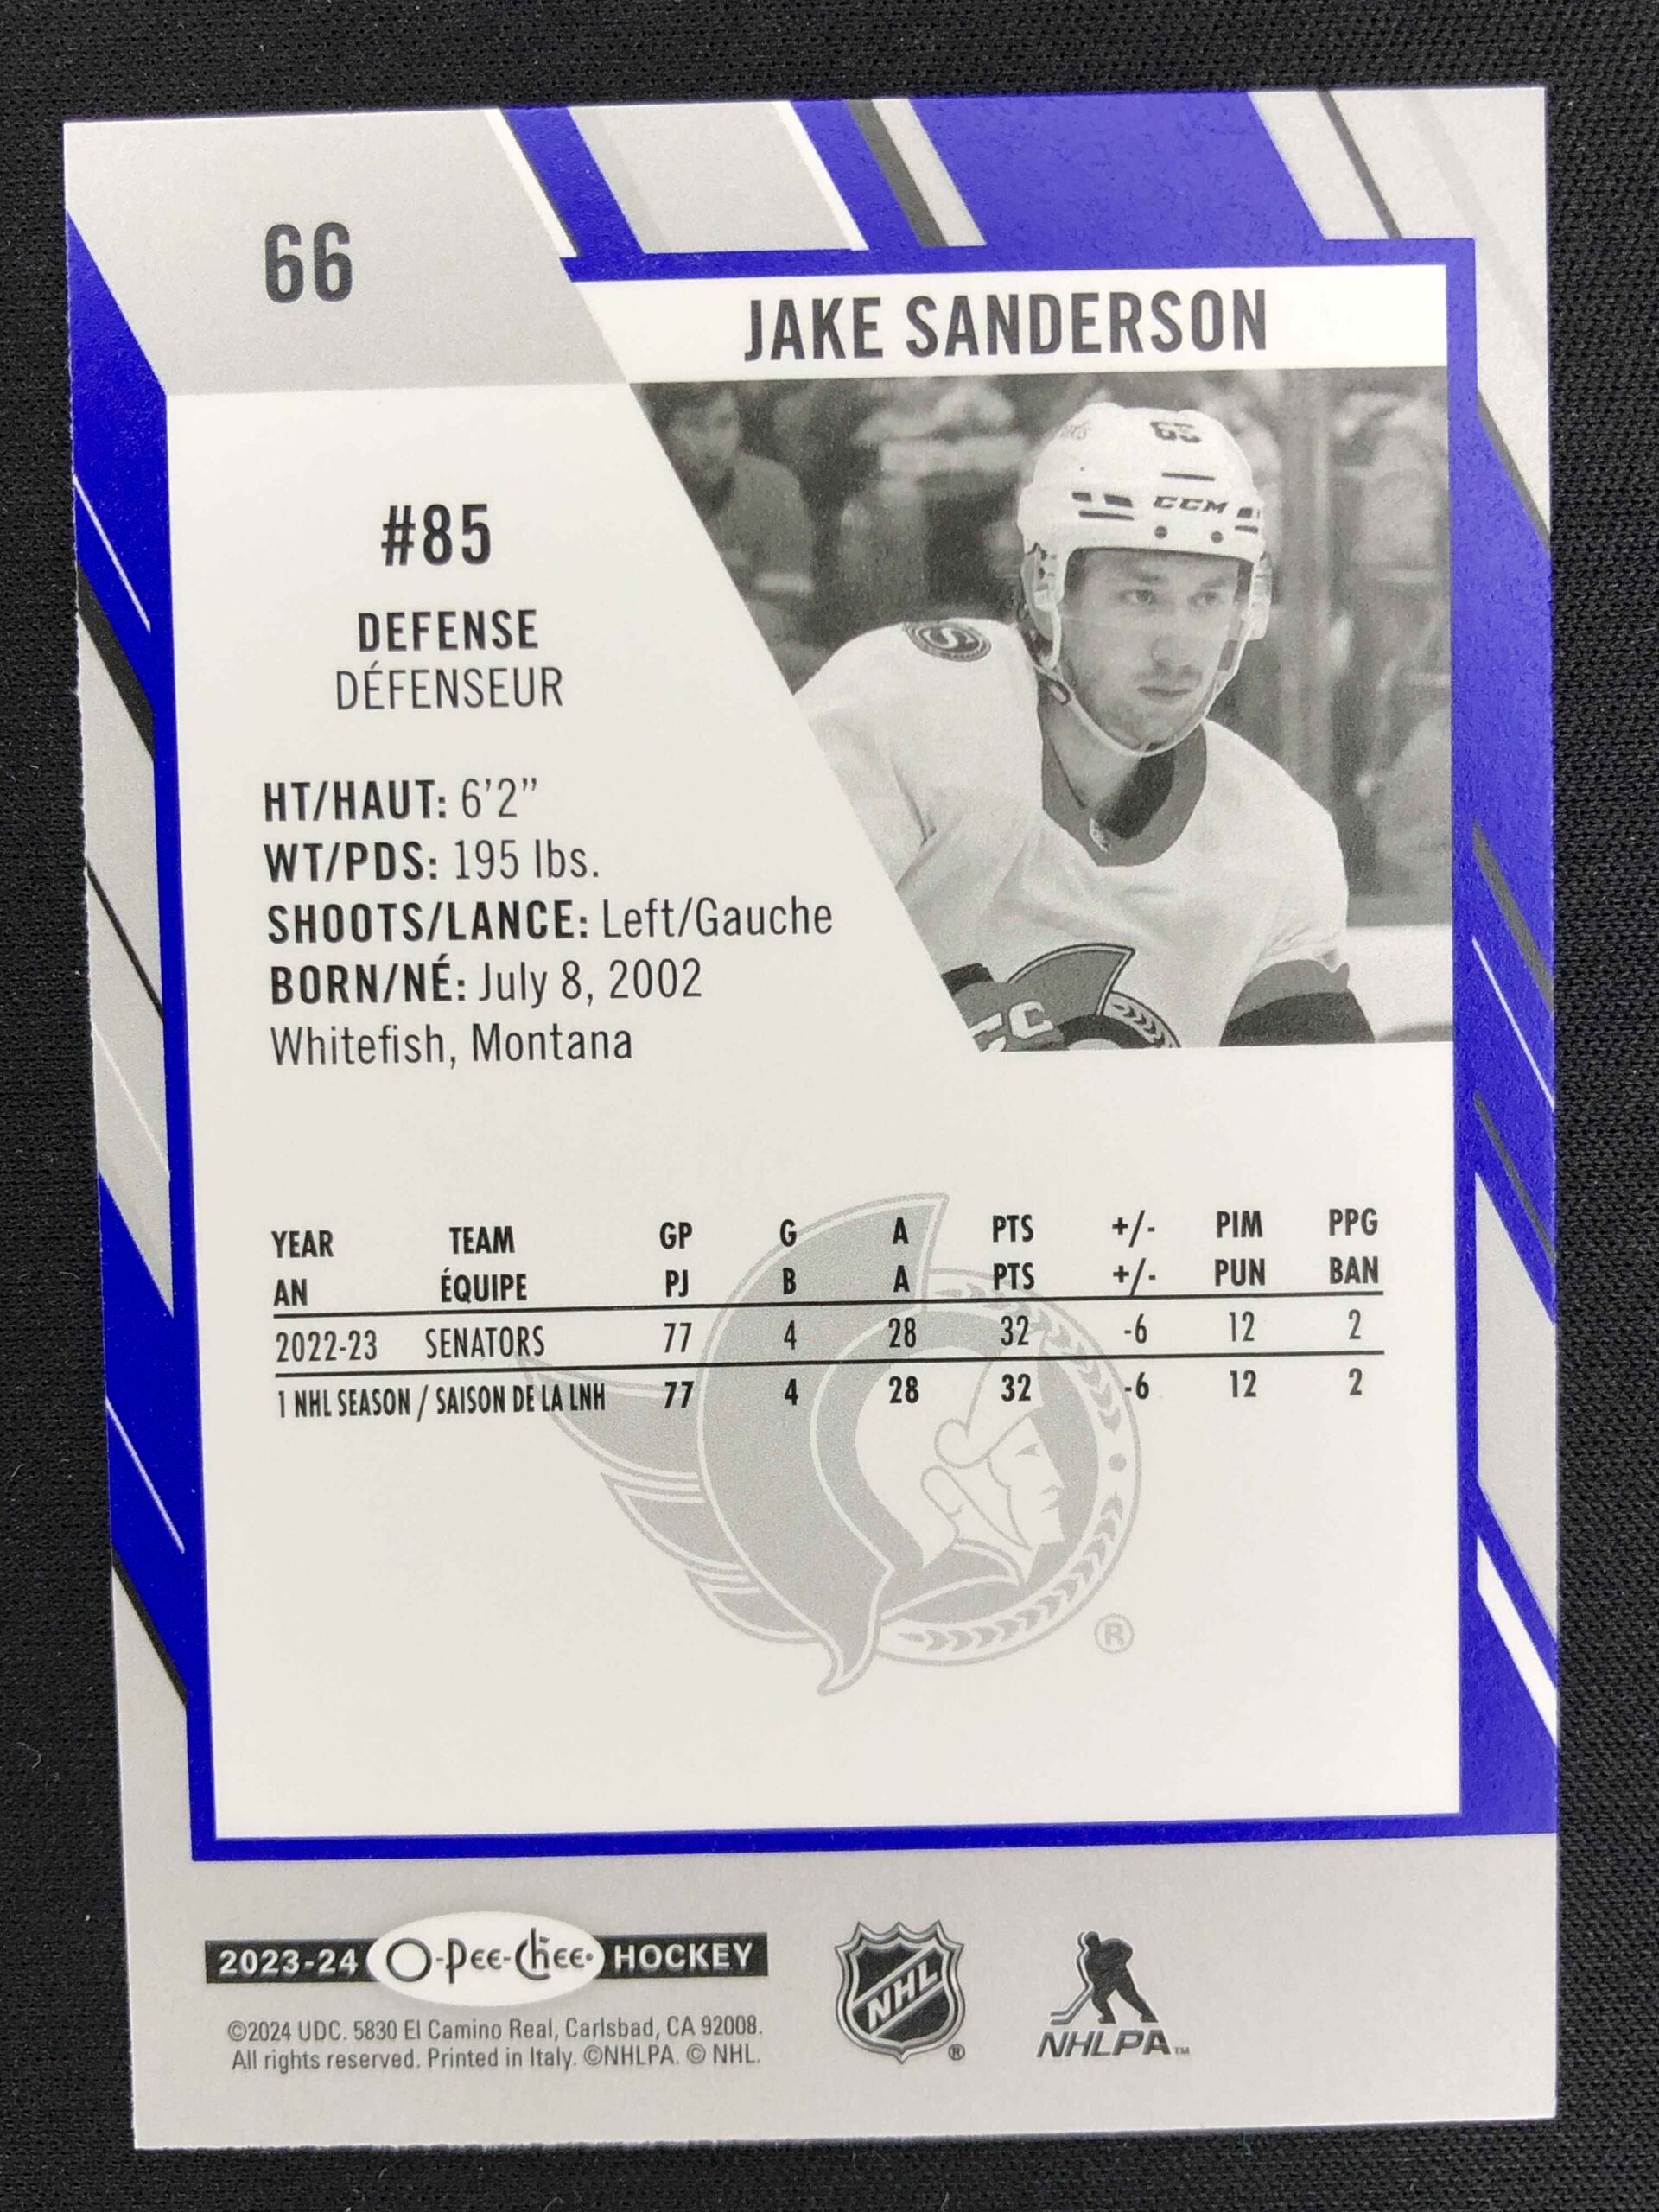 66
JAKE SANDERSON
65
CCM
#85
DEFENSE
DÉFENSEUR
HT/HAUT: 6'2”
WT/PDS: 195 lbs.
SHOOTS/LANCE: Left/Gauche
BORN/NÉ: July 8, 2002
Whitefish, Montana
YEAR TEAM GP G A PTS +/- PIM PPG
AN ÉQUIPE PJ B A PTS +/- PUN BAN
2022-23 SENATORS 77 4 28 32 -6 12 2
1 NHL SEASON / SAISON DE LA LNH 77 4 28 32 -6 12 2
®
2023-24 O-Pee-Chee HOCKEY
©2024 UDC. 5830 El Camino Real, Carlsbad, CA 92008.
All rights reserved. Printed in Italy. ©NHLPA. © NHL.
NHL ®
NHLPA™